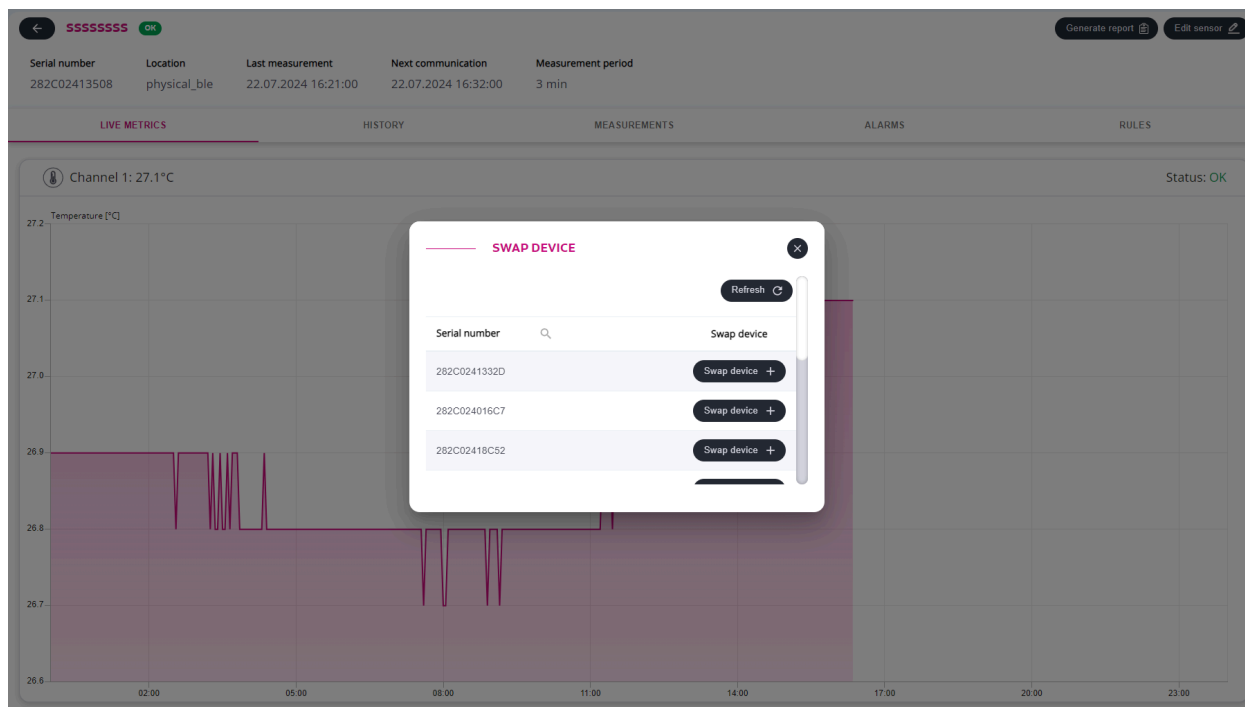 ssssssss OK
Generate report Edit sensor
Serial number Location Last measurement Next communication Measurement period
282C02413508 physical_ble 22.07.2024 16:21:00 22.07.2024 16:32:00 3 min
LIVE METRICS HISTORY MEASUREMENTS ALARMS RULES
Channel 1: 27.1°C Status: OK
Temperature [°C]
27.2
27.1
27.0
26.9
26.8
26.7
26.6
02:00 05:00 08:00 11:00 14:00 17:00 20:00 23:00
SWAP DEVICE
Refresh
Serial number Swap device
282C0241332D Swap device +
282C024016C7 Swap device +
282C02418C52 Swap device +